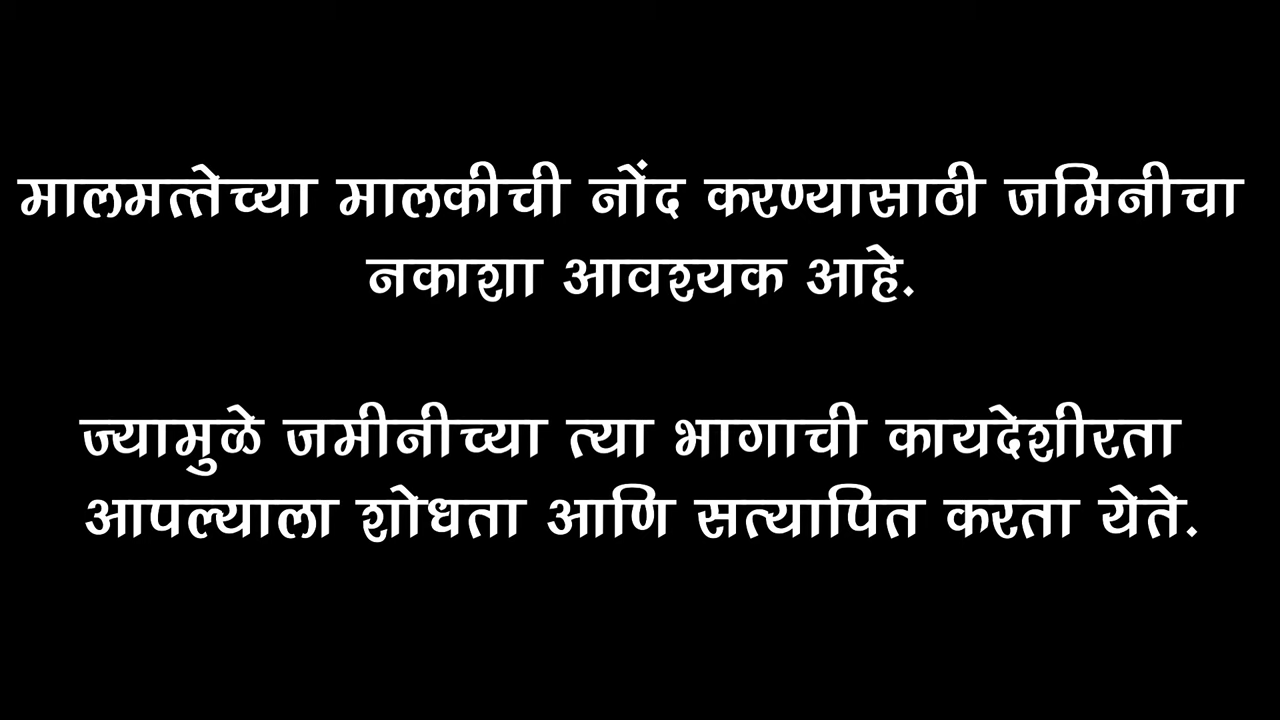 मालमत्तेच्या मालकीची नोंद करण्यासाठी जमिनीचा
नकाशा आवश्यक आहे.
ज्यामुळे जमीनीच्या त्या भागाची कायदेशीरता
आपल्याला शोधता आणि सत्यापित करता येते.